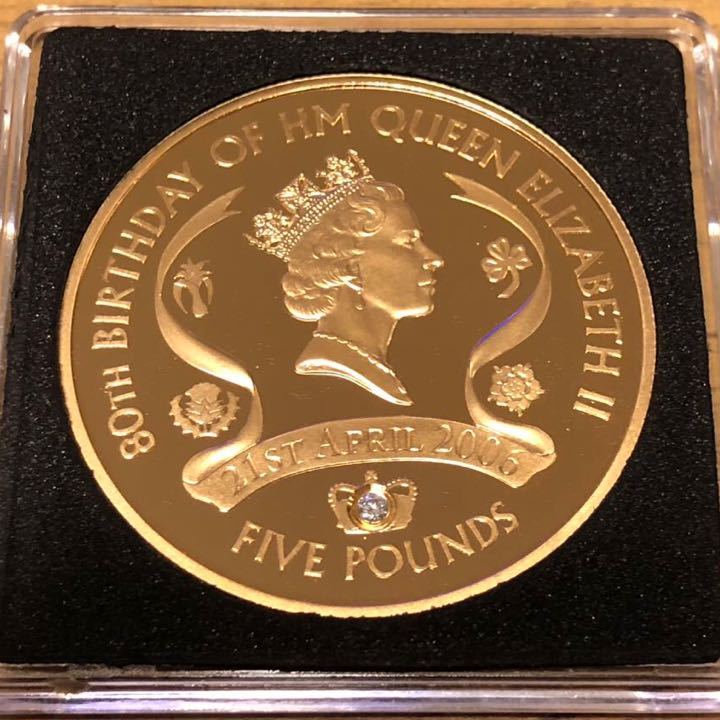 80TH BIRTHDAY OF HM QUEEN ELIZABETH II
21ST APRIL 2006
FIVE POUNDS